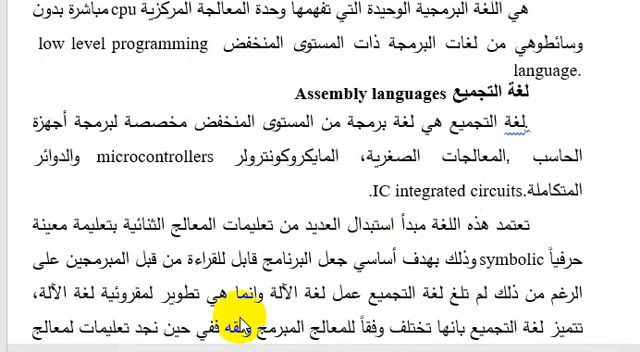 هي اللغة البرمجية الوحيدة التي تفهمها وحدة المعالجة المركزية cpu مباشرة بدون
وسائطوهي من لغات البرمجة ذات المستوى المنخفض low level programming
language.
لغة التجميع Assembly languages
لغة التجميع هي لغة برمجة من المستوى المنخفض مخصصة لبرمجة أجهزة
الحاسب ,المعالجات الصغرية، المايكروكونترولر microcontrollers والدوائر
المتكاملة.IC integrated circuits.
تعتمد هذه اللغة مبدأ استبدال العديد من تعليمات المعالج الثنائية بتعليمة معينة
حرفياً symbolic وذلك بهدف أساسي جعل البرنامج قابل للقراءة من قبل المبرمجين على
الرغم من ذلك لم تلغ لغة التجميع عمل لغة الآلة وانما هي تطوير لمقروئية لغة الآلة،
تتميز لغة التجميع بانها تختلف وفقاً للمعالج المبرمج ففي حين نجد تعليمات لمعالج